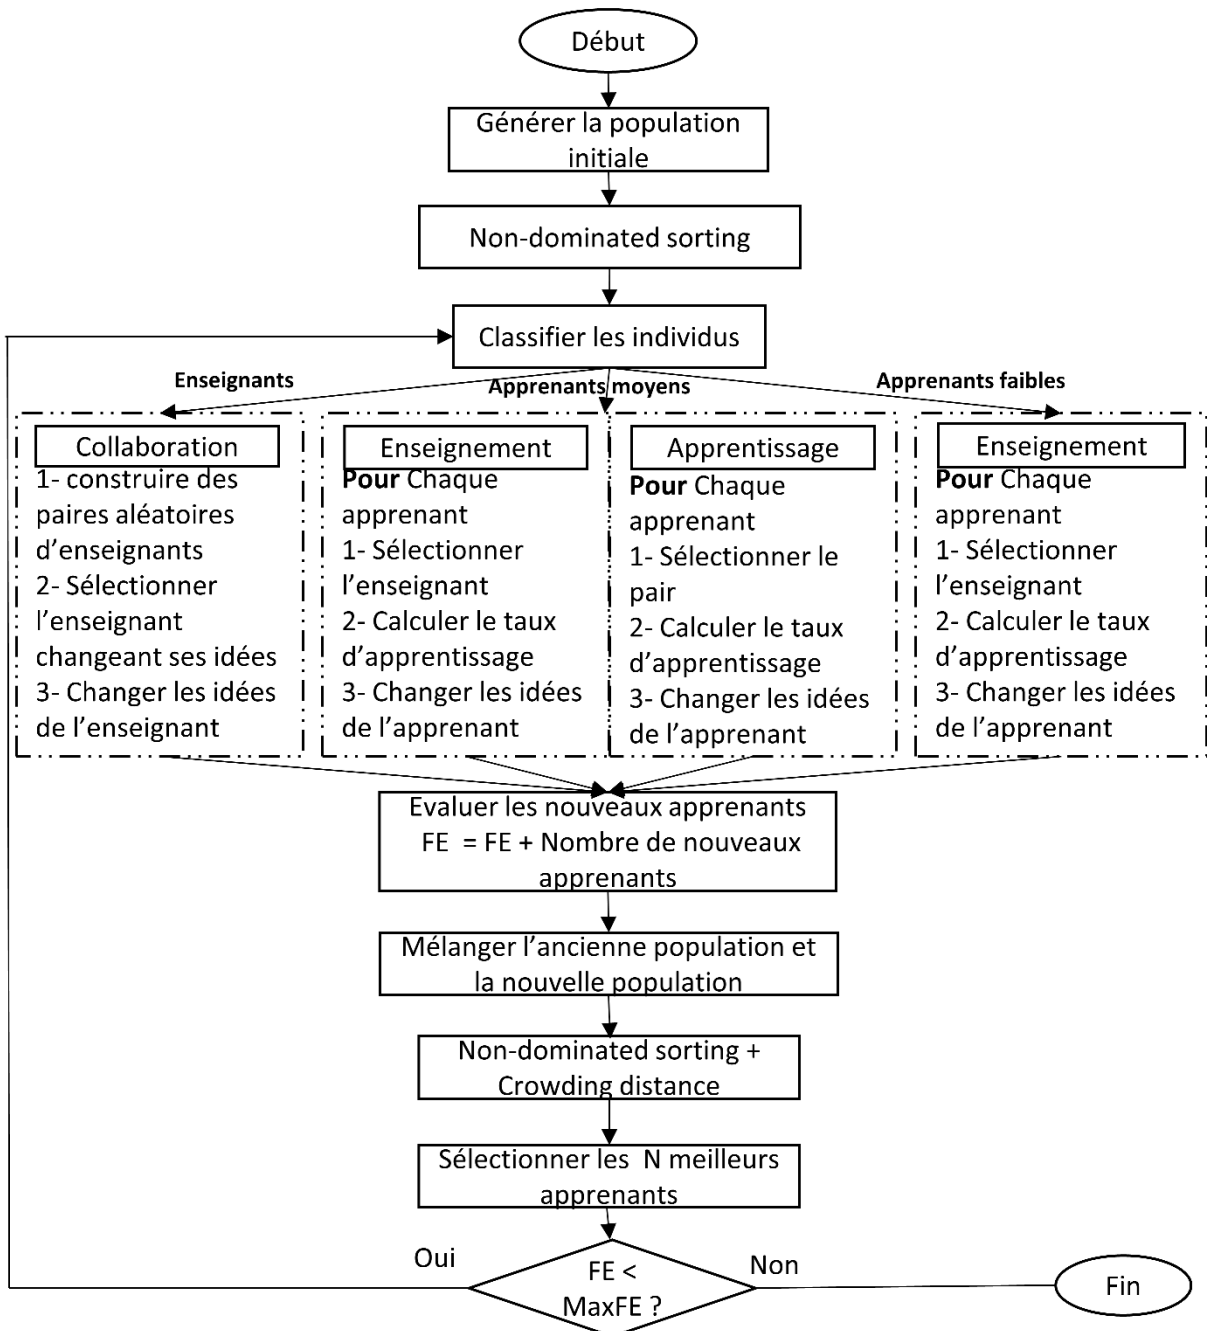 Début
Générer la population
initiale
Non-dominated sorting
Classifier les individus
Enseignants
Apprenants moyens
Apprenants faibles
Collaboration
1- construire des
paires aléatoires
d’enseignants
2- Sélectionner
l’enseignant
changeant ses idées
3- Changer les idées
de l’enseignant
Enseignement
Pour Chaque
apprenant
1- Sélectionner
l’enseignant
2- Calculer le taux
d’apprentissage
3- Changer les idées
de l’apprenant
Apprentissage
Pour Chaque
apprenant
1- Sélectionner le
pair
2- Calculer le taux
d’apprentissage
3- Changer les idées
de l’apprenant
Enseignement
Pour Chaque
apprenant
1- Sélectionner
l’enseignant
2- Calculer le taux
d’apprentissage
3- Changer les idées
de l’apprenant
Evaluer les nouveaux apprenants
FE = FE + Nombre de nouveaux
apprenants
Mélanger l’ancienne population et
la nouvelle population
Non-dominated sorting +
Crowding distance
Sélectionner les N meilleurs
apprenants
Oui
FE <
MaxFE ?
Non
Fin